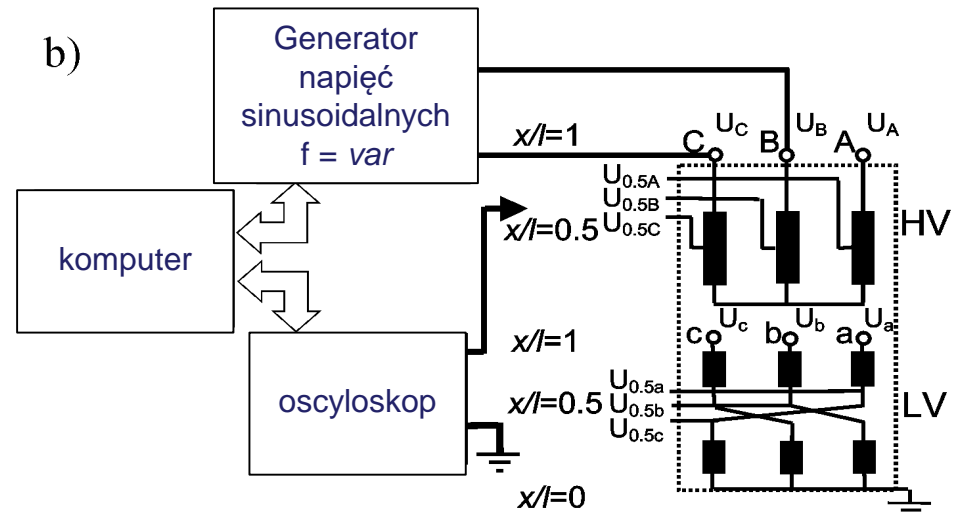 b)
Generator
napięć
sinusoidalnych
f = var
komputer
oscyloskop
x/l=1
x/l=0.5
x/l=1
x/l=0.5
x/l=0
U_C U_B U_A
C B A
U_0.5A
U_0.5B
U_0.5C
HV
U_c U_b U_a
c b a
U_0.5a
U_0.5b
U_0.5c
LV